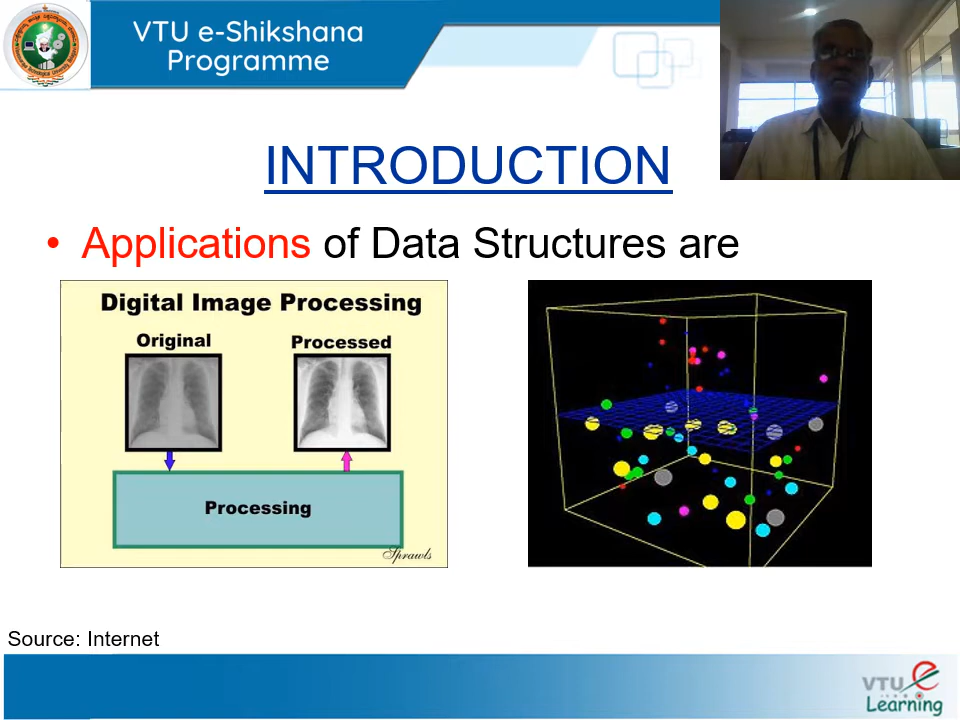 VTU e-Shikshana
Programme
INTRODUCTION
• Applications of Data Structures are
Digital Image Processing
Original
Processed
Processing
Sprawls
Source: Internet
VTU
Learning